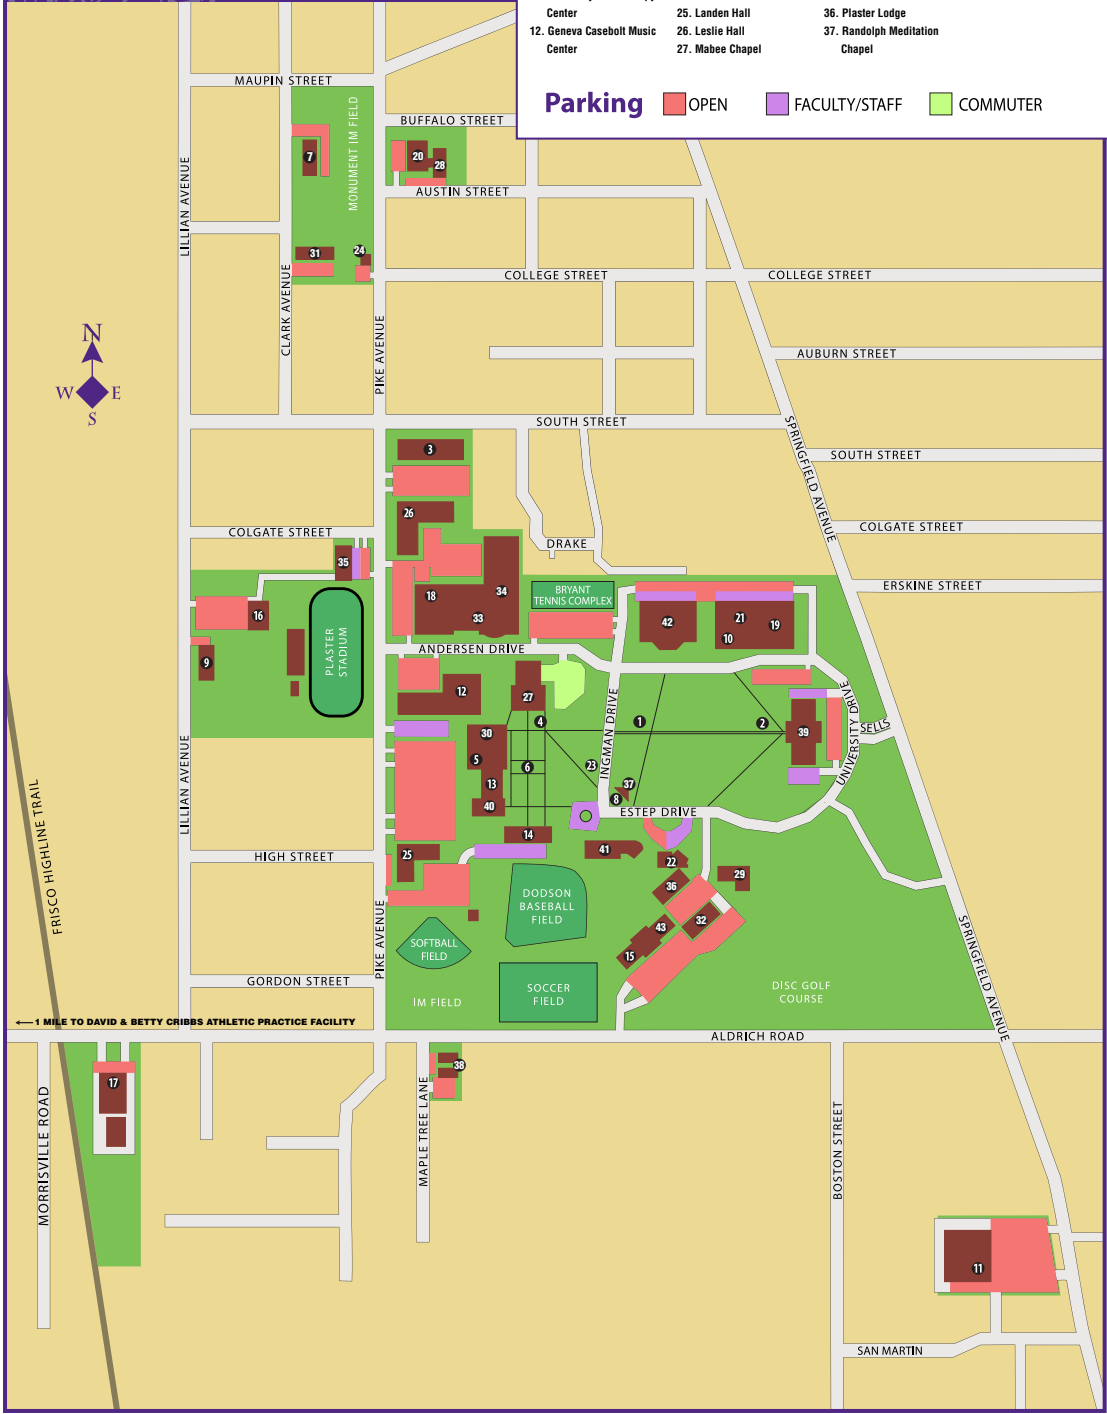 Center
25. Landen Hall
36. Plaster Lodge
12. Geneva Casebolt Music
26. Leslie Hall
37. Randolph Meditation
Center
27. Mabee Chapel
Chapel
Parking
OPEN
FACULTY/STAFF
COMMUTER
MAUPIN STREET
BUFFALO STREET
MONUMENT IM FIELD
7
20
28
LILLIAN AVENUE
AUSTIN STREET
31
24
COLLEGE STREET
COLLEGE STREET
CLARK AVENUE
PIKE AVENUE
N
W
E
S
AUBURN STREET
SOUTH STREET
SPRINGFIELD AVENUE
SOUTH STREET
3
26
COLGATE STREET
COLGATE STREET
DRAKE
35
34
ERSKINE STREET
BRYANT
TENNIS COMPLEX
18
33
16
42
21
19
10
PLASTER
STADIUM
ANDERSEN DRIVE
9
12
27
INGMAN DRIVE
4
1
2
UNIVERSITY DRIVE
SELLS
39
30
5
6
23
13
37
8
40
ESTEP DRIVE
LILLIAN AVENUE
FRISCO HIGHLINE TRAIL
14
41
HIGH STREET
25
22
36
29
DODSON
BASEBALL
FIELD
32
43
15
PIKE AVENUE
SOFTBALL
FIELD
SPRINGFIELD AVENUE
GORDON STREET
IM FIELD
SOCCER
FIELD
DISC GOLF
COURSE
1 MILE TO DAVID & BETTY CRIBBS ATHLETIC PRACTICE FACILITY
ALDRICH ROAD
17
38
MORRISVILLE ROAD
MAPLE TREE LANE
BOSTON STREET
11
SAN MARTIN